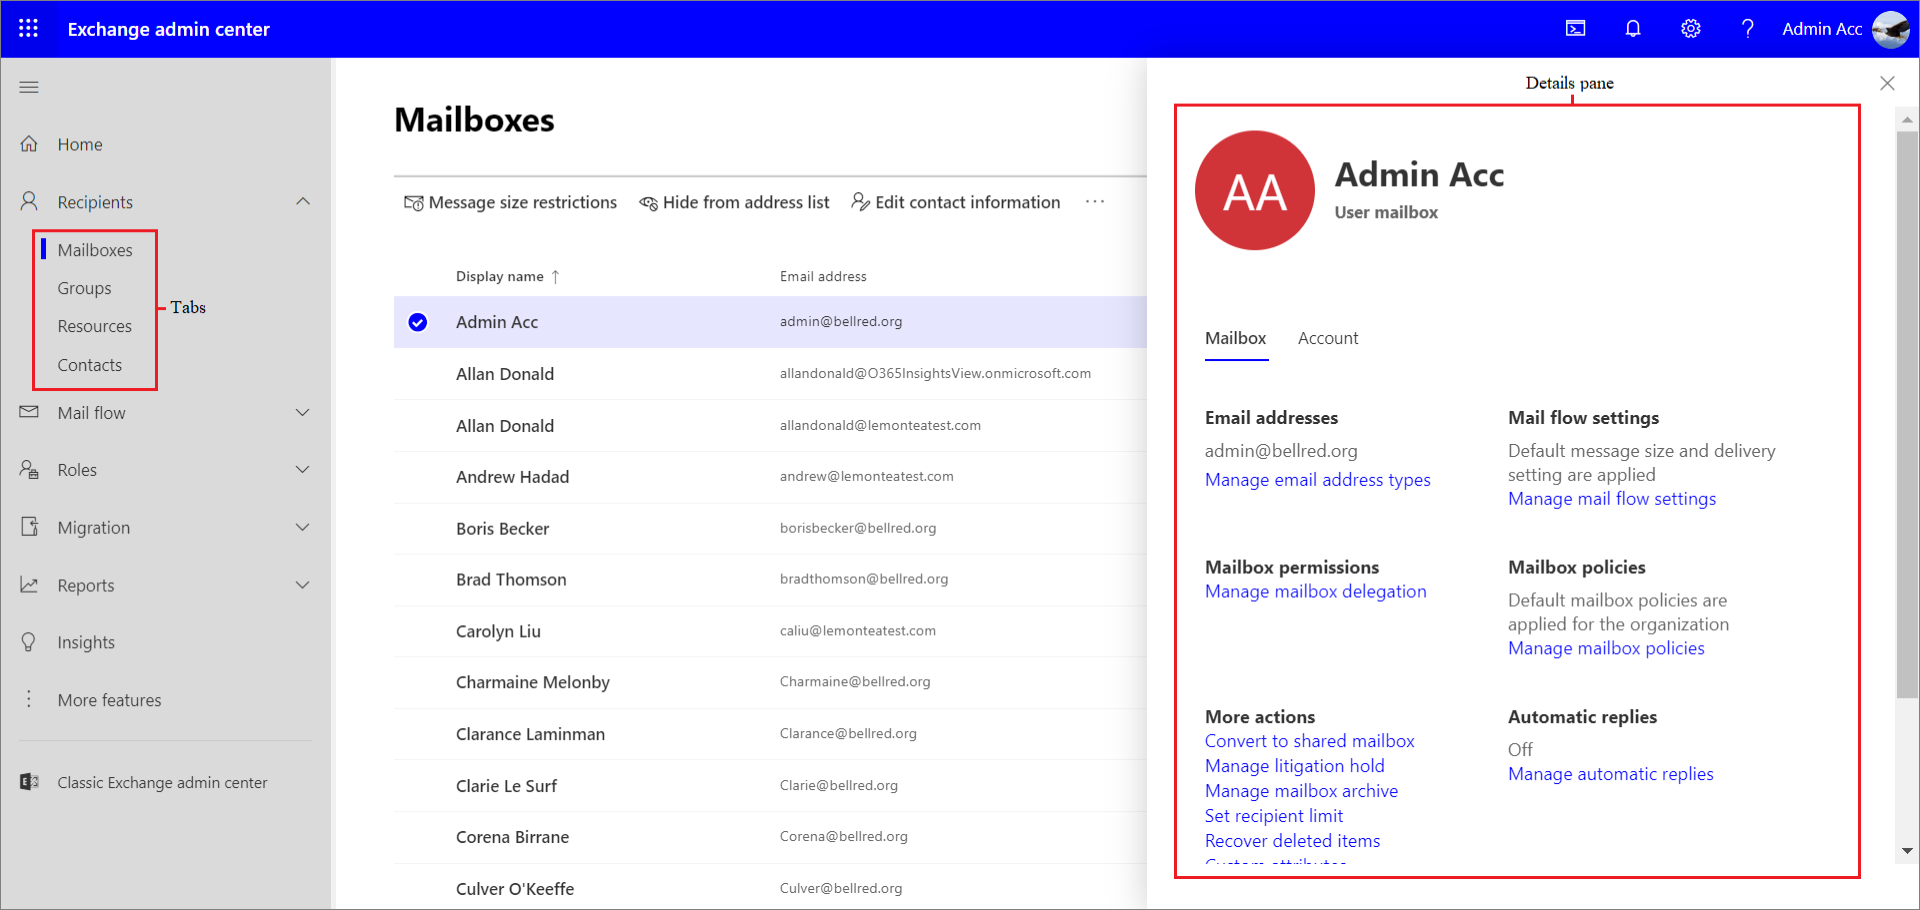 Exchange admin center
Admin Acc
Home
Recipients
Mailboxes
Groups
Resources
Contacts
Tabs
Mail flow
Roles
Migration
Reports
Insights
More features
Classic Exchange admin center
Mailboxes
Message size restrictions
Hide from address list
Edit contact information
Display name ↑
Email address
Admin Acc
admin@bellred.org
Allan Donald
allandonald@O365InsightsView.onmicrosoft.com
Allan Donald
allandonald@lemonteatest.com
Andrew Hadad
andrew@lemonteatest.com
Boris Becker
borisbecker@bellred.org
Brad Thomson
bradthomson@bellred.org
Carolyn Liu
caliu@lemonteatest.com
Charmaine Melonby
Charmaine@bellred.org
Clarance Laminman
Clarance@bellred.org
Clarie Le Surf
Clarie@bellred.org
Corena Birrane
Corena@bellred.org
Culver O'Keeffe
Culver@bellred.org
Details pane
AA
Admin Acc
User mailbox
Mailbox
Account
Email addresses
admin@bellred.org
Manage email address types
Mail flow settings
Default message size and delivery
setting are applied
Manage mail flow settings
Mailbox permissions
Manage mailbox delegation
Mailbox policies
Default mailbox policies are
applied for the organization
Manage mailbox policies
More actions
Convert to shared mailbox
Manage litigation hold
Manage mailbox archive
Set recipient limit
Recover deleted items
Custom attributes
Automatic replies
Off
Manage automatic replies